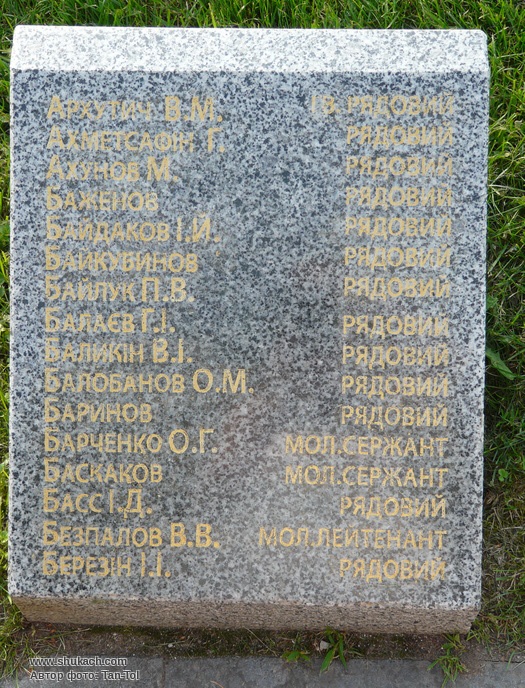 Архутич В.М. гв. рядовий
Ахметсафін Г. рядовий
Ахунов М. рядовий
Баженов рядовий
Байдаков І.Й. рядовий
Байкубинов рядовий
Байлук П.В. рядовий
Балаєв Г.І. рядовий
Баликін В.І. рядовий
Балобанов О.М. рядовий
Баринов рядовий
Барченко О.Г. мол.сержант
Баскаков мол.сержант
Басс І.Д. рядовий
Безпалов В.В. мол.лейтенант
Березін І.І. рядовий
www.shukach.com
Автор фото: Tan-Tol